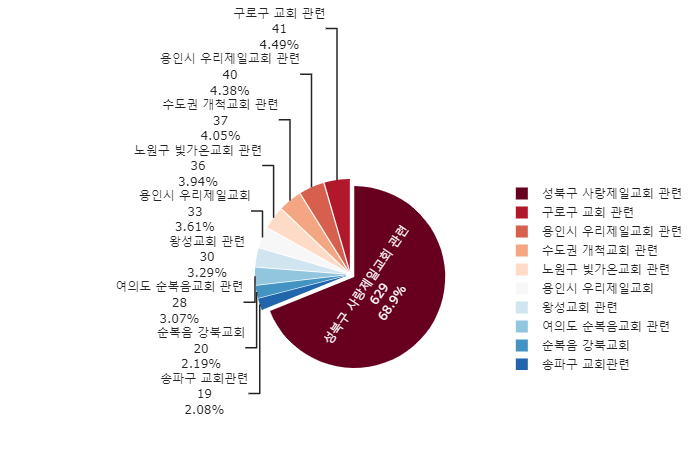 구로구 교회 관련
41
4.49%
용인시 우리제일교회 관련
40
4.38%
수도권 개척교회 관련
37
4.05%
노원구 빛가온교회 관련
36
3.94%
용인시 우리제일교회
33
3.61%
왕성교회 관련
30
3.29%
여의도 순복음교회 관련
28
3.07%
순복음 강북교회
20
2.19%
송파구 교회관련
19
2.08%
성북구 사랑제일교회 관련
629
68.9%
성북구 사랑제일교회 관련
구로구 교회 관련
용인시 우리제일교회 관련
수도권 개척교회 관련
노원구 빛가온교회 관련
용인시 우리제일교회
왕성교회 관련
여의도 순복음교회 관련
순복음 강북교회
송파구 교회관련